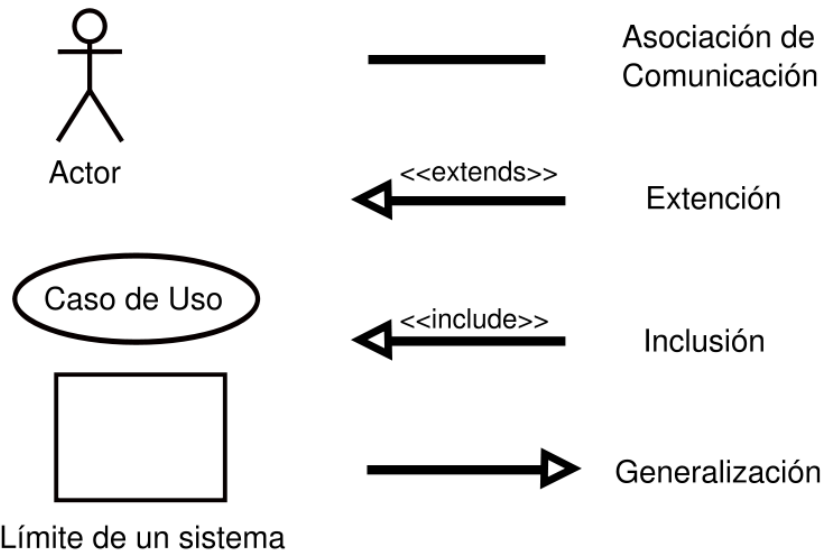 Asociación de
Comunicación
Actor
<<extends>>
Extención
Caso de Uso
<<include>>
Inclusión
Generalización
Límite de un sistema